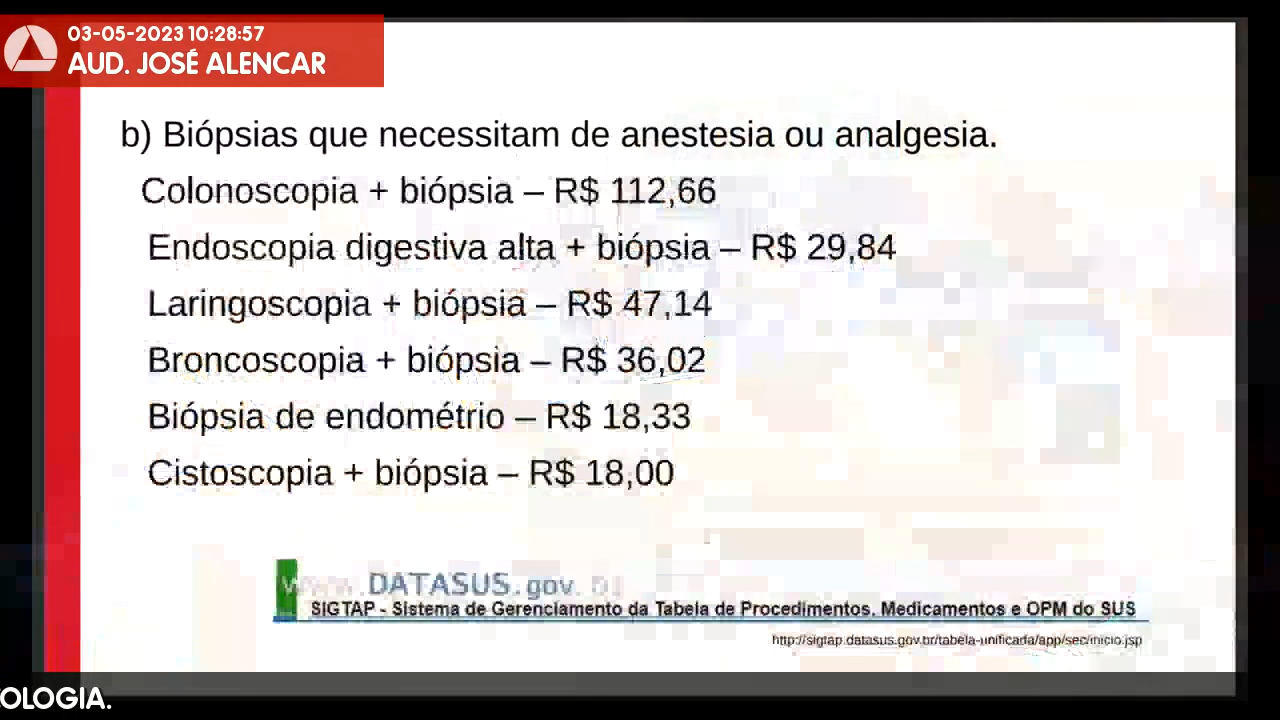 03-05-2023 10:28:57
AUD. JOSÉ ALENCAR
b) Biópsias que necessitam de anestesia ou analgesia.
Colonoscopia + biópsia – R$ 112,66
Endoscopia digestiva alta + biópsia – R$ 29,84
Laringoscopia + biópsia – R$ 47,14
Broncoscopia + biópsia – R$ 36,02
Biópsia de endométrio – R$ 18,33
Cistoscopia + biópsia – R$ 18,00
www.DATASUS.gov.br
SIGTAP - Sistema de Gerenciamento da Tabela de Procedimentos, Medicamentos e OPM do SUS
http://sigtap.datasus.gov.br/tabela-unificada/app/sec/inicio.jsp
OLOGIA.